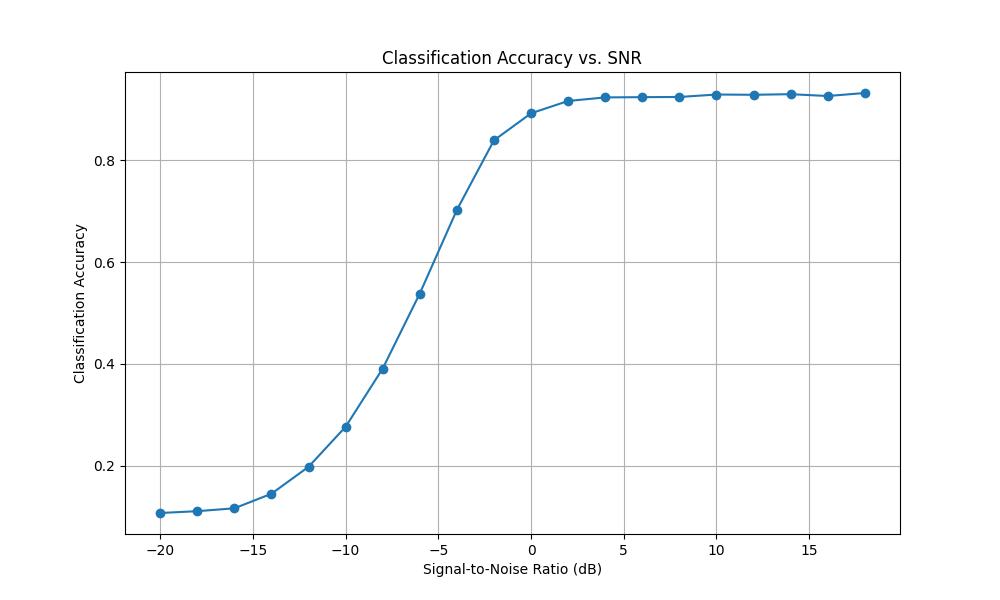 Classification Accuracy vs. SNR
Classification Accuracy
0.8
0.6
0.4
0.2
−20 −15 −10 −5 0 5 10 15
Signal-to-Noise Ratio (dB)